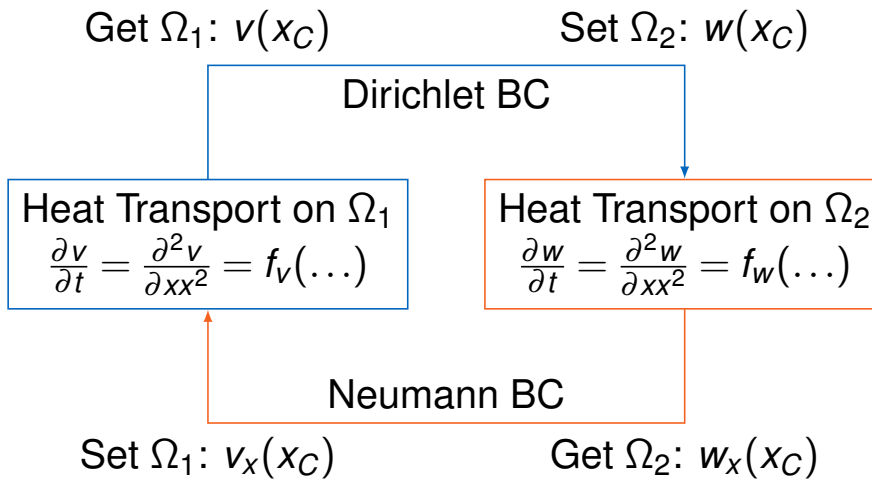 Get Ω₁: v(x_C) Set Ω₂: w(x_C)
Dirichlet BC
Heat Transport on Ω₁
∂v/∂t = ∂²v/∂xx² = f_v(…)
Heat Transport on Ω₂
∂w/∂t = ∂²w/∂xx² = f_w(…)
Neumann BC
Set Ω₁: v_x(x_C) Get Ω₂: w_x(x_C)